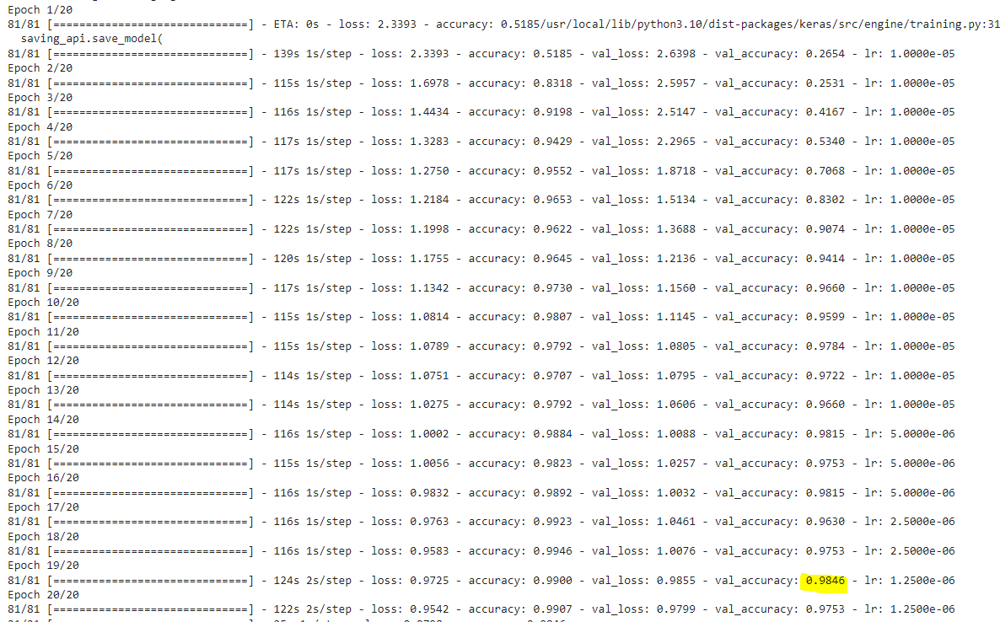 Epoch 1/20
81/81 [==============================] - ETA: 0s - loss: 2.3393 - accuracy: 0.5185/usr/local/lib/python3.10/dist-packages/keras/src/engine/training.py:31
saving_api.save_model(
81/81 [==============================] - 139s 1s/step - loss: 2.3393 - accuracy: 0.5185 - val_loss: 2.6398 - val_accuracy: 0.2654 - lr: 1.0000e-05
Epoch 2/20
81/81 [==============================] - 115s 1s/step - loss: 1.6978 - accuracy: 0.8318 - val_loss: 2.5957 - val_accuracy: 0.2531 - lr: 1.0000e-05
Epoch 3/20
81/81 [==============================] - 116s 1s/step - loss: 1.4434 - accuracy: 0.9198 - val_loss: 2.5147 - val_accuracy: 0.4167 - lr: 1.0000e-05
Epoch 4/20
81/81 [==============================] - 117s 1s/step - loss: 1.3283 - accuracy: 0.9429 - val_loss: 2.2965 - val_accuracy: 0.5340 - lr: 1.0000e-05
Epoch 5/20
81/81 [==============================] - 117s 1s/step - loss: 1.2750 - accuracy: 0.9552 - val_loss: 1.8718 - val_accuracy: 0.7068 - lr: 1.0000e-05
Epoch 6/20
81/81 [==============================] - 122s 1s/step - loss: 1.2184 - accuracy: 0.9653 - val_loss: 1.5134 - val_accuracy: 0.8302 - lr: 1.0000e-05
Epoch 7/20
81/81 [==============================] - 122s 1s/step - loss: 1.1998 - accuracy: 0.9622 - val_loss: 1.3688 - val_accuracy: 0.9074 - lr: 1.0000e-05
Epoch 8/20
81/81 [==============================] - 120s 1s/step - loss: 1.1755 - accuracy: 0.9645 - val_loss: 1.2136 - val_accuracy: 0.9414 - lr: 1.0000e-05
Epoch 9/20
81/81 [==============================] - 117s 1s/step - loss: 1.1342 - accuracy: 0.9730 - val_loss: 1.1560 - val_accuracy: 0.9660 - lr: 1.0000e-05
Epoch 10/20
81/81 [==============================] - 115s 1s/step - loss: 1.0814 - accuracy: 0.9807 - val_loss: 1.1145 - val_accuracy: 0.9599 - lr: 1.0000e-05
Epoch 11/20
81/81 [==============================] - 115s 1s/step - loss: 1.0789 - accuracy: 0.9792 - val_loss: 1.0805 - val_accuracy: 0.9784 - lr: 1.0000e-05
Epoch 12/20
81/81 [==============================] - 114s 1s/step - loss: 1.0751 - accuracy: 0.9707 - val_loss: 1.0795 - val_accuracy: 0.9722 - lr: 1.0000e-05
Epoch 13/20
81/81 [==============================] - 114s 1s/step - loss: 1.0275 - accuracy: 0.9792 - val_loss: 1.0606 - val_accuracy: 0.9660 - lr: 1.0000e-05
Epoch 14/20
81/81 [==============================] - 116s 1s/step - loss: 1.0002 - accuracy: 0.9884 - val_loss: 1.0088 - val_accuracy: 0.9815 - lr: 5.0000e-06
Epoch 15/20
81/81 [==============================] - 115s 1s/step - loss: 1.0056 - accuracy: 0.9823 - val_loss: 1.0257 - val_accuracy: 0.9753 - lr: 5.0000e-06
Epoch 16/20
81/81 [==============================] - 116s 1s/step - loss: 0.9832 - accuracy: 0.9892 - val_loss: 1.0032 - val_accuracy: 0.9815 - lr: 5.0000e-06
Epoch 17/20
81/81 [==============================] - 116s 1s/step - loss: 0.9763 - accuracy: 0.9923 - val_loss: 1.0461 - val_accuracy: 0.9630 - lr: 2.5000e-06
Epoch 18/20
81/81 [==============================] - 116s 1s/step - loss: 0.9583 - accuracy: 0.9946 - val_loss: 1.0076 - val_accuracy: 0.9753 - lr: 2.5000e-06
Epoch 19/20
81/81 [==============================] - 124s 2s/step - loss: 0.9725 - accuracy: 0.9900 - val_loss: 0.9855 - val_accuracy: 0.9846 - lr: 1.2500e-06
Epoch 20/20
81/81 [==============================] - 122s 2s/step - loss: 0.9542 - accuracy: 0.9907 - val_loss: 0.9799 - val_accuracy: 0.9753 - lr: 1.2500e-06